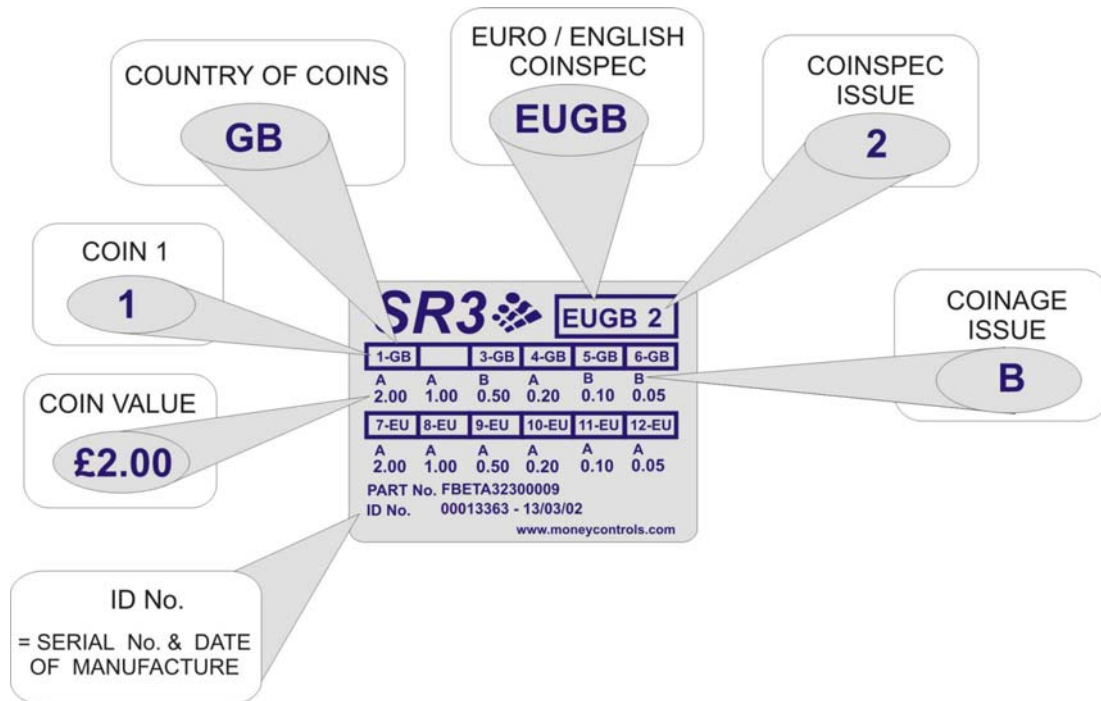 COUNTRY OF COINS
GB
EURO / ENGLISH
COINSPEC
EUGB
COINSPEC
ISSUE
2
COIN 1
1
COIN VALUE
£2.00
COINAGE
ISSUE
B
SR3 EUGB 2
1-GB 3-GB 4-GB 5-GB 6-GB
A A B A B B
2.00 1.00 0.50 0.20 0.10 0.05
7-EU 8-EU 9-EU 10-EU 11-EU 12-EU
A A A A A A
2.00 1.00 0.50 0.20 0.10 0.05
PART No. FBETA32300009
ID No. 00013363 - 13/03/02
www.moneycontrols.com
ID No.
= SERIAL No. & DATE
OF MANUFACTURE